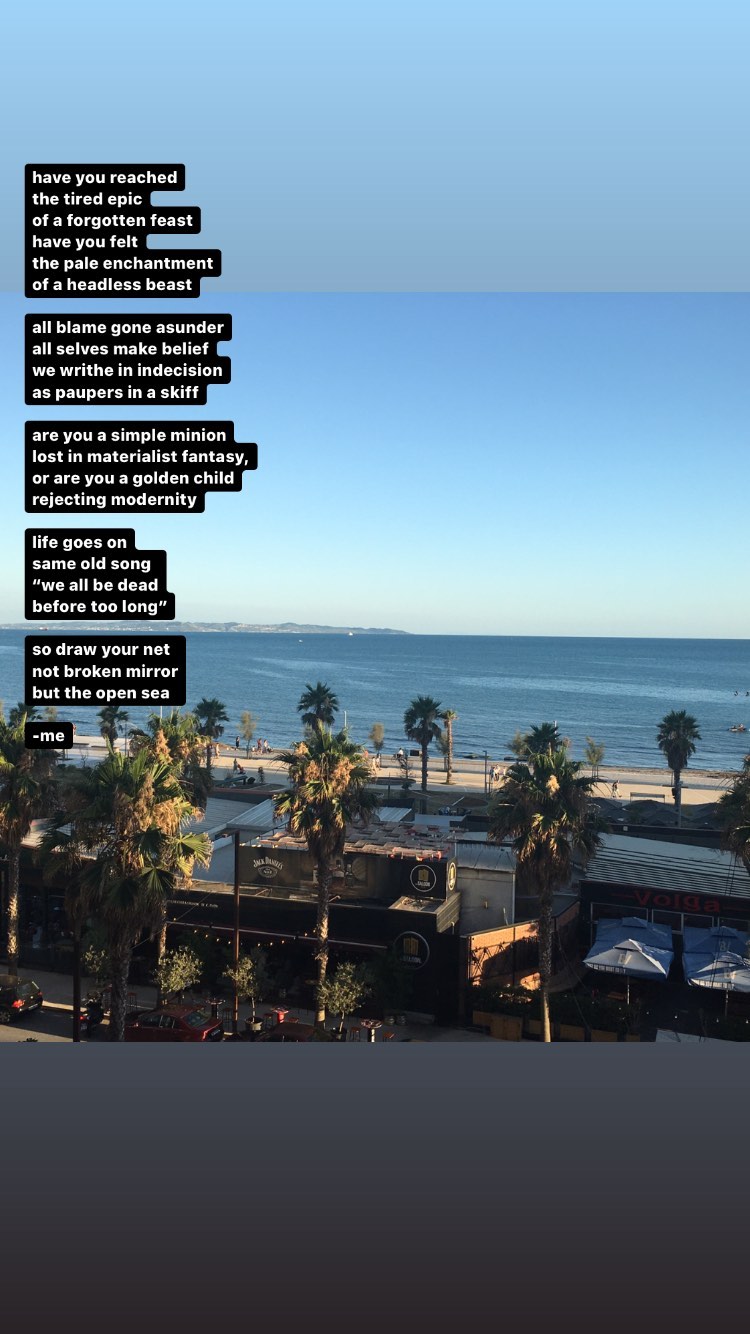 have you reached
the tired epic
of a forgotten feast
have you felt
the pale enchantment
of a headless beast
all blame gone asunder
all selves make belief
we writhe in indecision
as paupers in a skiff
are you a simple minion
lost in materialist fantasy,
or are you a golden child
rejecting modernity
life goes on
same old song
“we all be dead
before too long”
so draw your net
not broken mirror
but the open sea
-me
JACK DANIEL'S
Volga